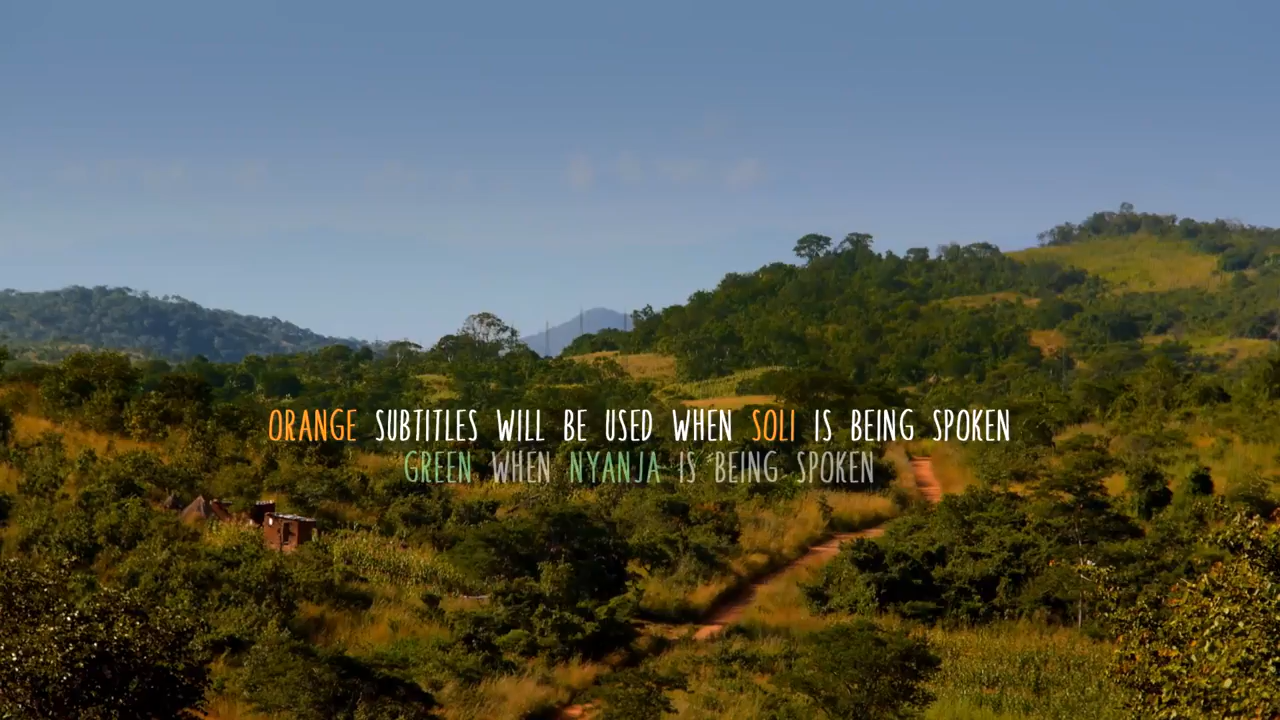 ORANGE SUBTITLES WILL BE USED WHEN SOLI IS BEING SPOKEN
GREEN WHEN NYANJA IS BEING SPOKEN